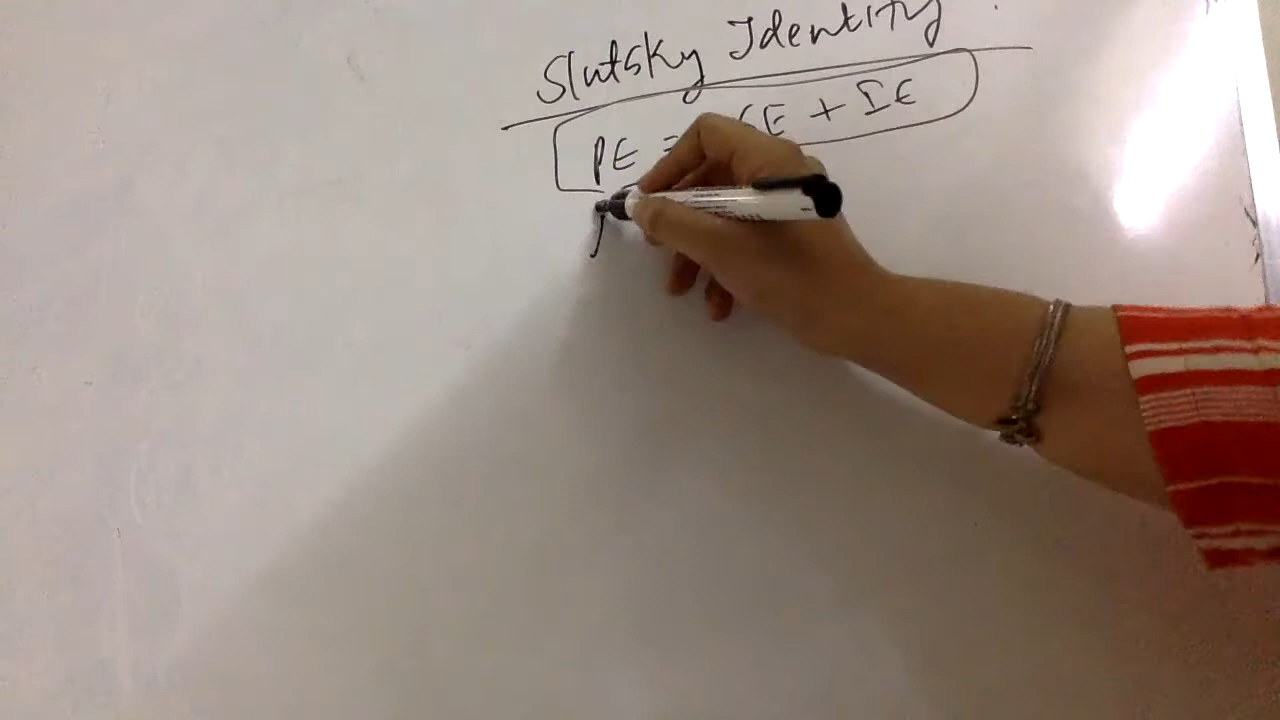 Slutsky Identity.
PE = E + IE